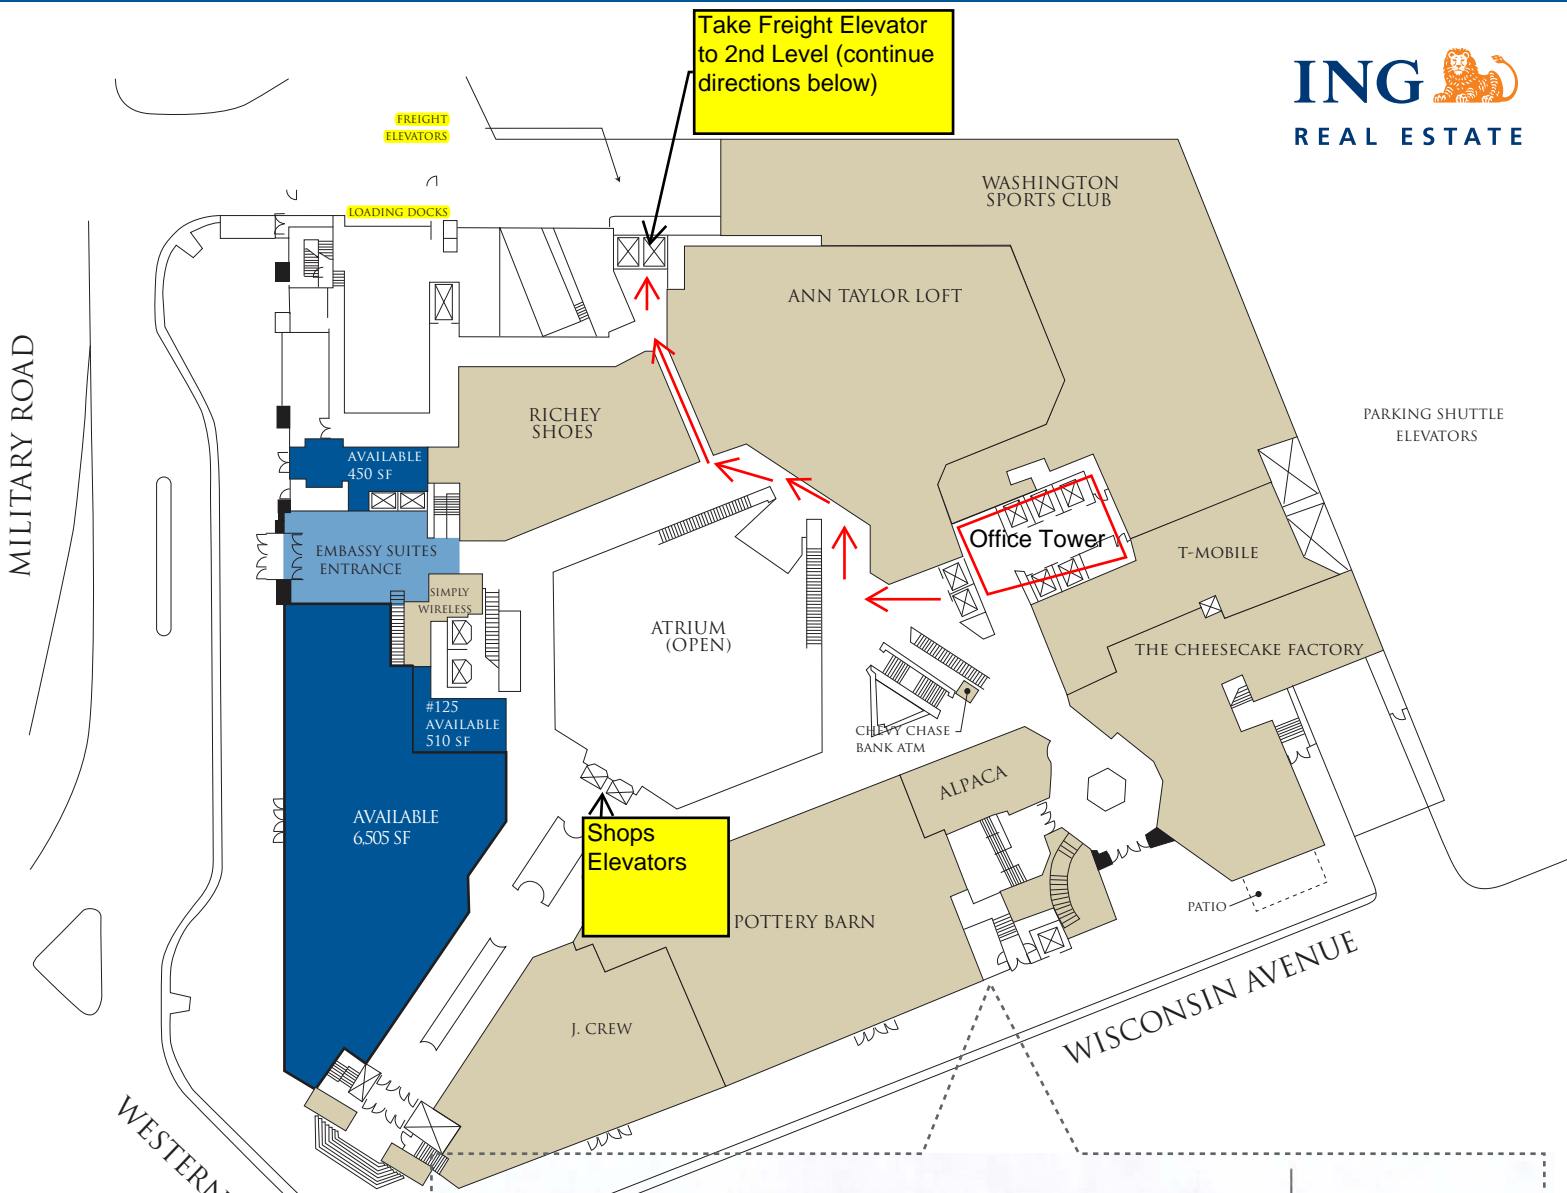 Take Freight Elevator
to 2nd Level (continue
directions below)
ING
REAL ESTATE
FREIGHT
ELEVATORS
LOADING DOCKS
WASHINGTON
SPORTS CLUB
ANN TAYLOR LOFT
MILITARY ROAD
RICHEY
SHOES
PARKING SHUTTLE
ELEVATORS
AVAILABLE
450 SF
Office Tower
EMBASSY SUITES
ENTRANCE
T-MOBILE
SIMPLY
WIRELESS
ATRIUM
(OPEN)
THE CHEESECAKE FACTORY
#125
AVAILABLE
510 SF
CHEVY CHASE
BANK ATM
ALPACA
AVAILABLE
6,505 SF
Shops
Elevators
POTTERY BARN
PATIO
J. CREW
WISCONSIN AVENUE
WESTERN